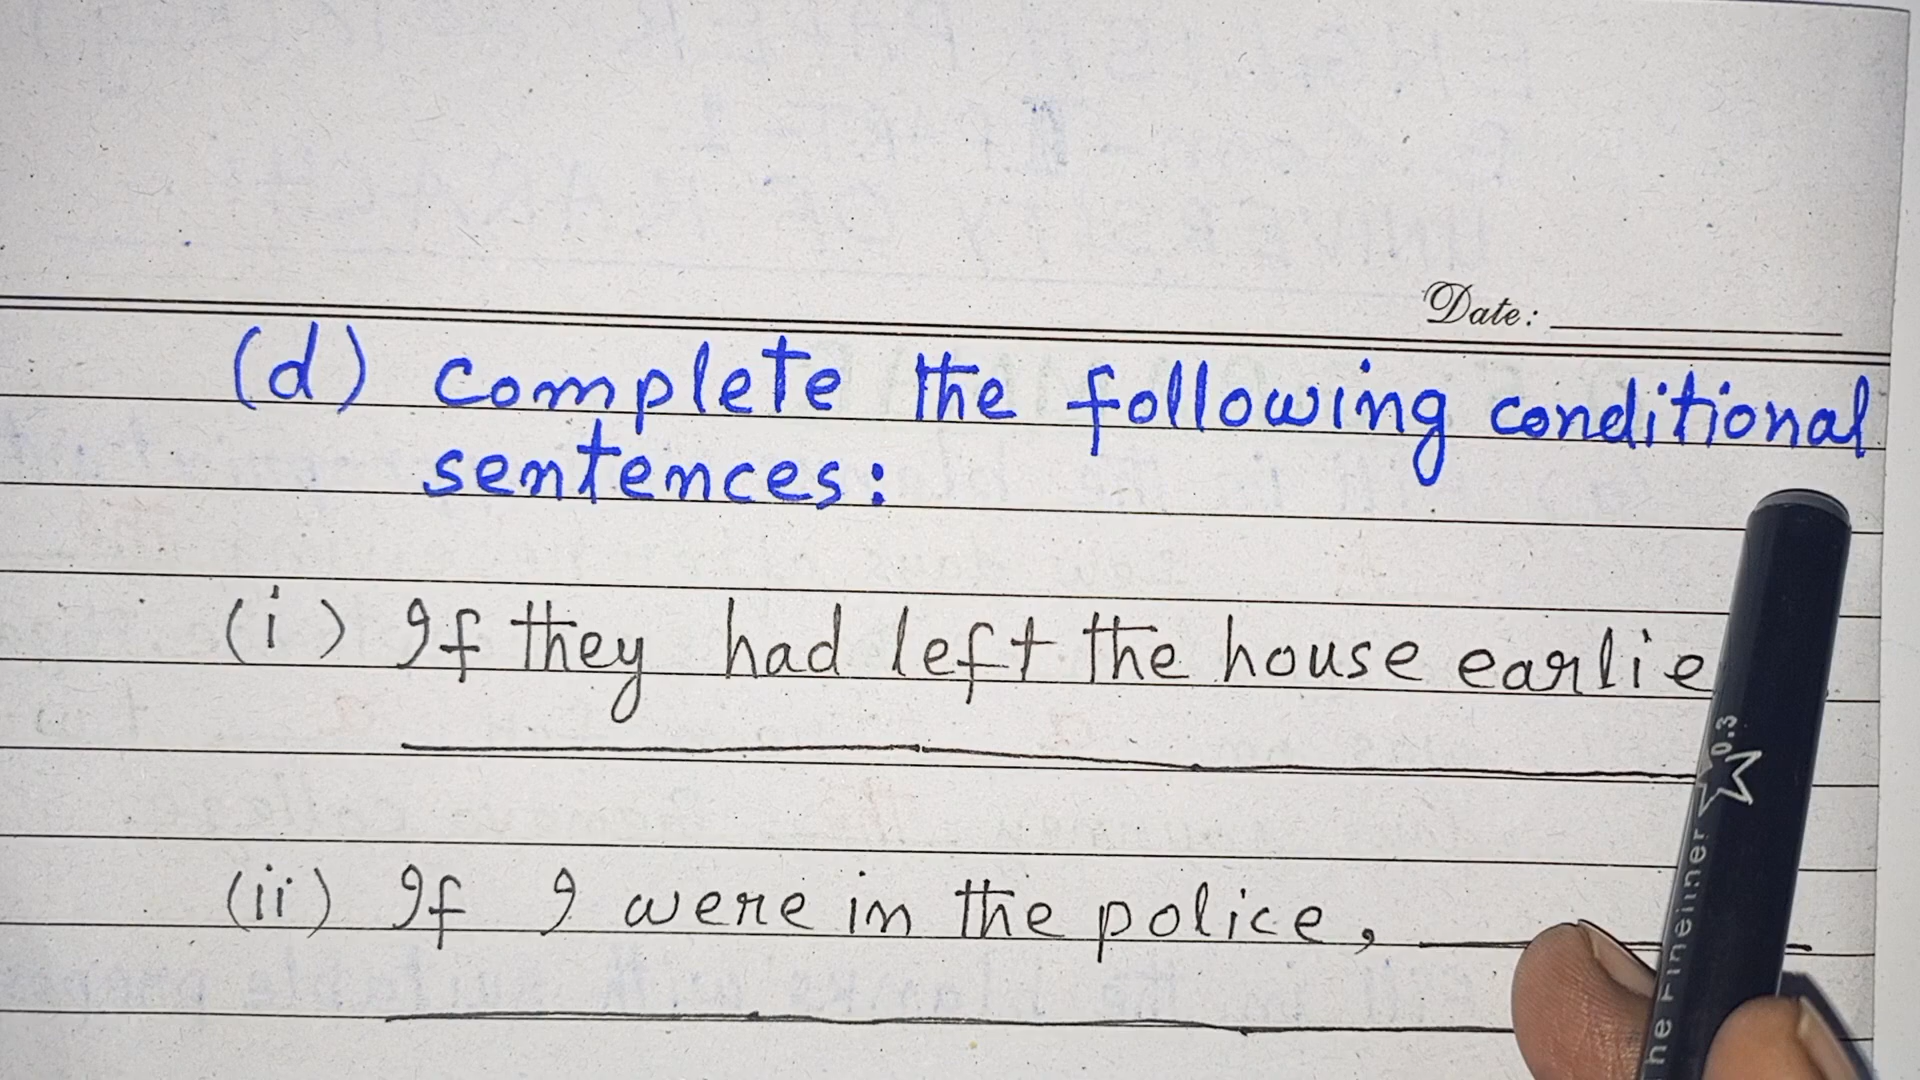 Date:
(d) complete the following conditional
sentences:
(i) If they had left the house earlie
(ii) If I were in the police,
he Fineliner 0.3